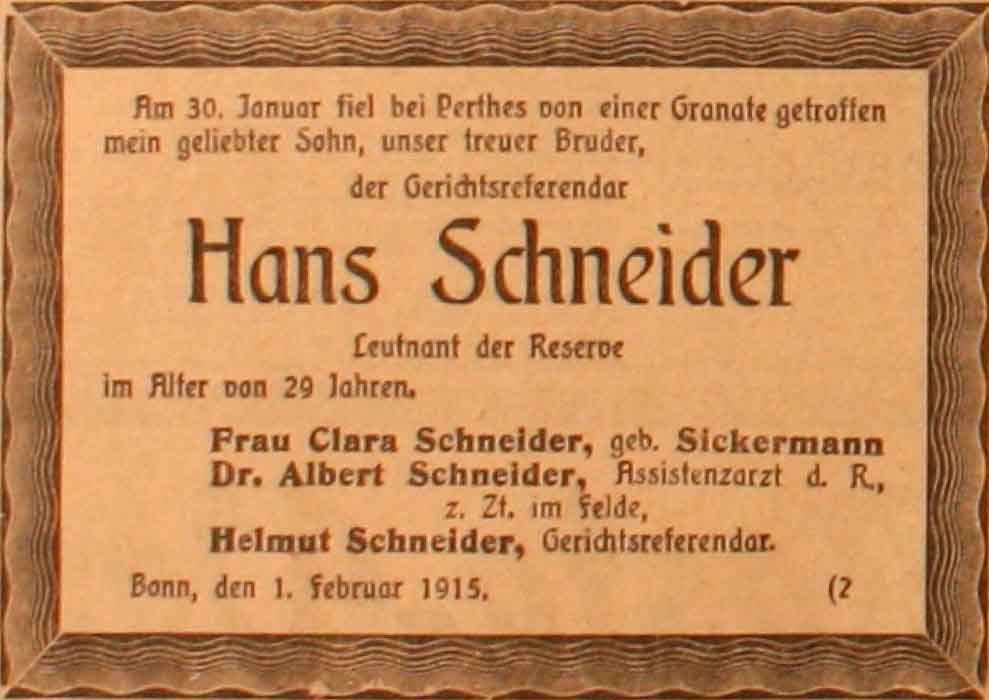 Am 30. Januar fiel bei Perthes von einer Granate getroffen
mein geliebter Sohn, unser treuer Bruder,
der Gerichtsreferendar
Hans Schneider
Leutnant der Reserve
im Alter von 29 Jahren.
Frau Clara Schneider, geb. Sickermann
Dr. Albert Schneider, Assistenzarzt d. R.,
z. Zt. im Felde,
Helmut Schneider, Gerichtsreferendar.
Bonn, den 1. Februar 1915. (2